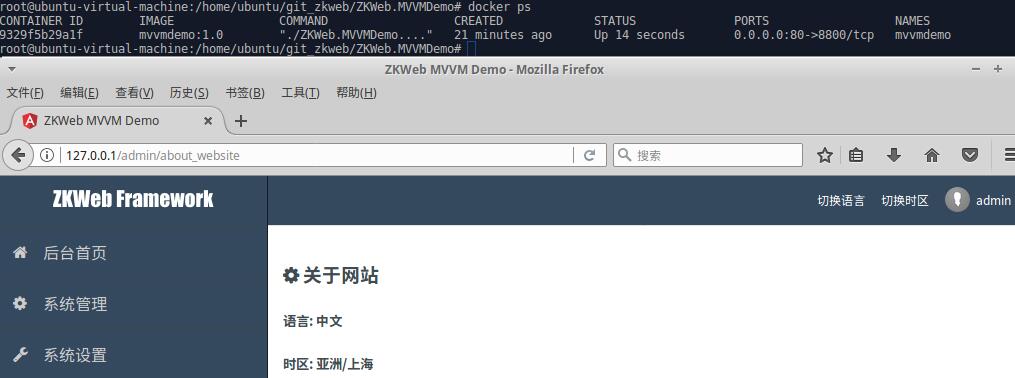 root@ubuntu-virtual-machine:/home/ubuntu/git_zkweb/ZKWeb.MVVMDemo# docker ps
CONTAINER ID IMAGE COMMAND CREATED STATUS PORTS NAMES
9329f5b29a1f mvvmdemo:1.0 "./ZKWeb.MVVMDemo...." 21 minutes ago Up 14 seconds 0.0.0.0:80->8800/tcp mvvmdemo
root@ubuntu-virtual-machine:/home/ubuntu/git_zkweb/ZKWeb.MVVMDemo#
ZKWeb MVVM Demo - Mozilla Firefox
文件(F) 编辑(E) 查看(V) 历史(S) 书签(B) 工具(T) 帮助(H)
ZKWeb MVVM Demo
127.0.0.1/admin/about_website 搜索
ZKWeb Framework 切换语言 切换时区 admin
后台首页
关于网站
系统管理
语言: 中文
系统设置
时区: 亚洲/上海